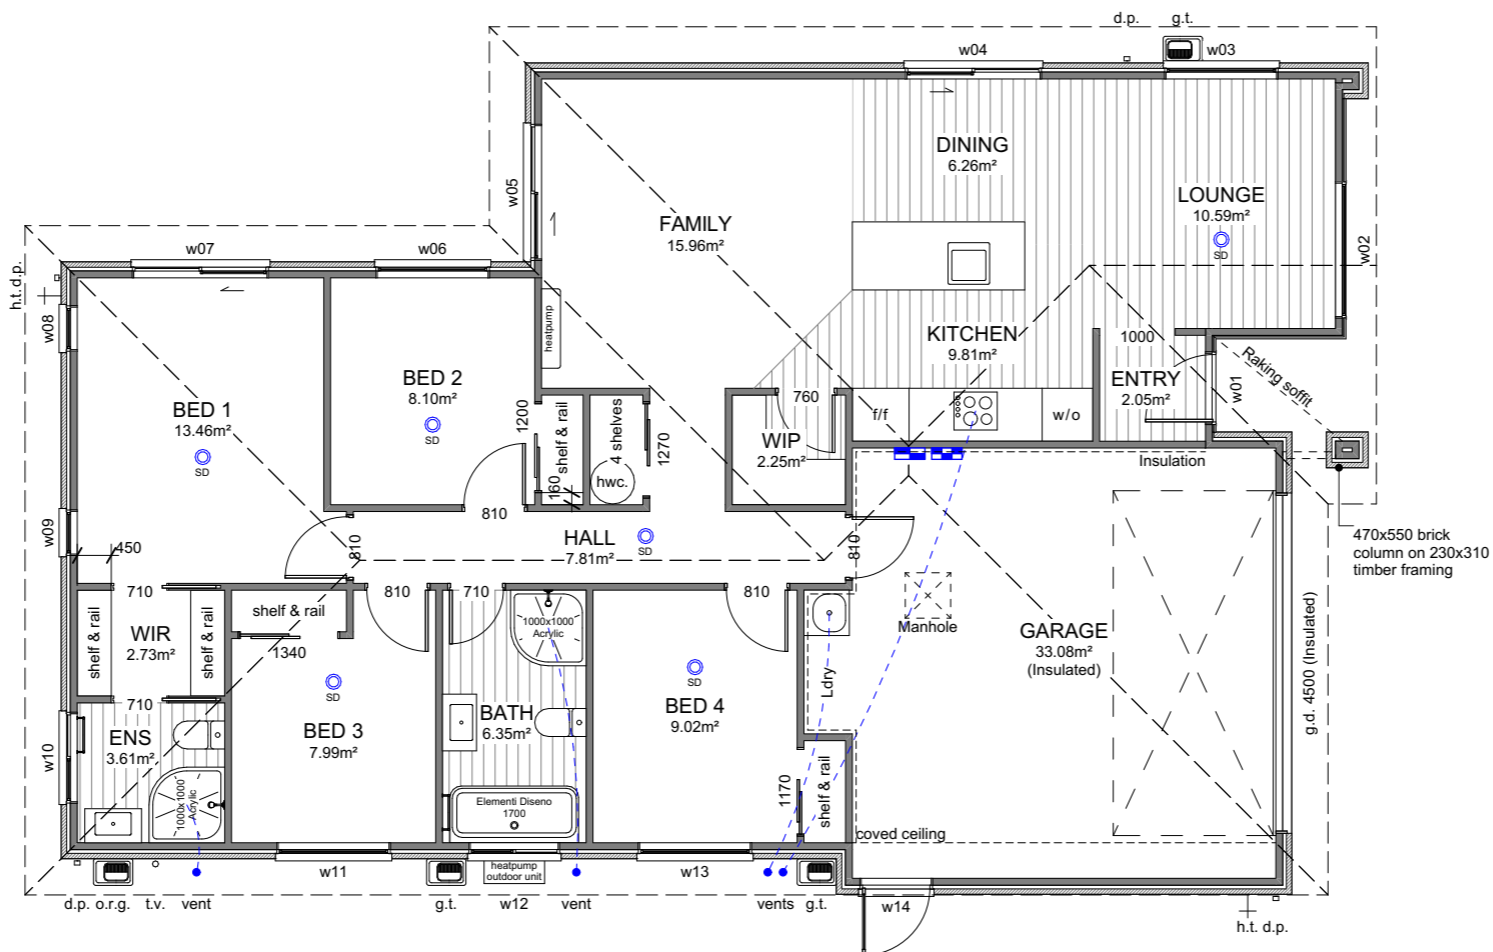 d.p. g.t.
w04
w03
DINING
6.26m²
LOUNGE
10.59m²
SD
w02
w05
FAMILY
15.96m²
w07
w06
h.t. d.p.
w08
heatpump
KITCHEN
9.81m²
1000
ENTRY
2.05m²
w01
Raking soffit
BED 1
13.46m²
SD
BED 2
8.10m²
SD
1200
shelf & rail
160
4 shelves
hwc.
1270
760
WIP
2.25m²
f/f
w/o
Insulation
470x550 brick
column on 230x310
timber framing
w09
450
810
810
HALL
7.81m²
SD
810
710
shelf & rail
WIR
2.73m²
shelf & rail
710
shelf & rail
1340
810
710
1000x1000
Acrylic
810
Manhole
GARAGE
33.08m²
(Insulated)
g.d. 4500 (Insulated)
Ldry
SD
BED 3
7.99m²
BATH
6.35m²
SD
BED 4
9.02m²
w10
ENS
3.61m²
1000x1000
Acrylic
Elementi Diseno
1700
1170
shelf & rail
coved ceiling
w11
heatpump
outdoor unit
w13
d.p. o.r.g. t.v. vent
g.t.
w12
vent
vents g.t.
w14
h.t. d.p.